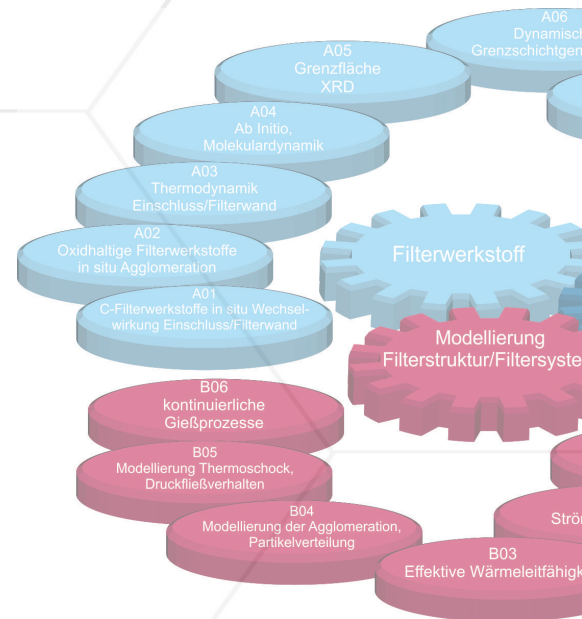 A06
Dynamisch
Grenzschichtgen
A05
Grenzfläche
XRD
A04
Ab Initio,
Molekulardynamik
A03
Thermodynamik
Einschluss/Filterwand
A02
Oxidhaltige Filterwerkstoffe
in situ Agglomeration
A01
C-Filterwerkstoffe in situ Wechsel-
wirkung Einschluss/Filterwand
Filterwerkstoff
Modellierung
Filterstruktur/Filtersyste
B06
kontinuierliche
Gießprozesse
B05
Modellierung Thermoschock,
Druckfließverhalten
B04
Modellierung der Agglomeration,
Partikelverteilung
Strö
B03
Effektive Wärmeleitfähigk